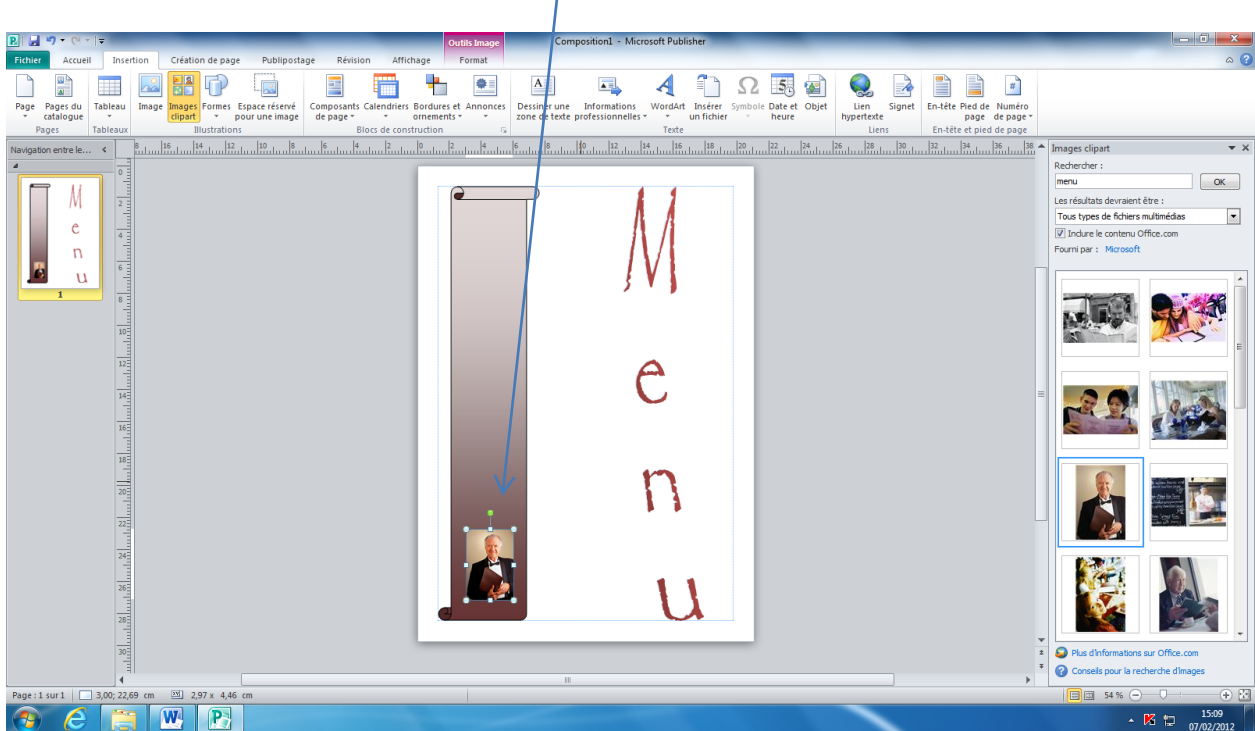 Outils Image
Composition1 - Microsoft Publisher
Fichier Accueil Insertion Création de page Publipostage Révision Affichage Format
Page Pages du catalogue
Tableau
Image Images clipart Formes Espace réservé pour une image
Composants de page Calendriers Bordures et ornements Annonces
Dessiner une zone de texte Informations professionnelles WordArt Insérer un fichier Symbole Date et heure Objet
Lien hypertexte Signet
En-tête Pied de page Numéro de page
Pages Tableaux Illustrations Blocs de construction Texte Liens En-tête et pied de page
Navigation entre le...
1
M
e
n
u
Images clipart
Rechercher :
menu
OK
Les résultats devraient être :
Tous types de fichiers multimédias
Inclure le contenu Office.com
Fourni par : Microsoft
Plus d'informations sur Office.com
Conseils pour la recherche d'images
Page : 1 sur 1 3,00; 22,69 cm 2,97 x 4,46 cm
54 %
15:09
07/02/2012